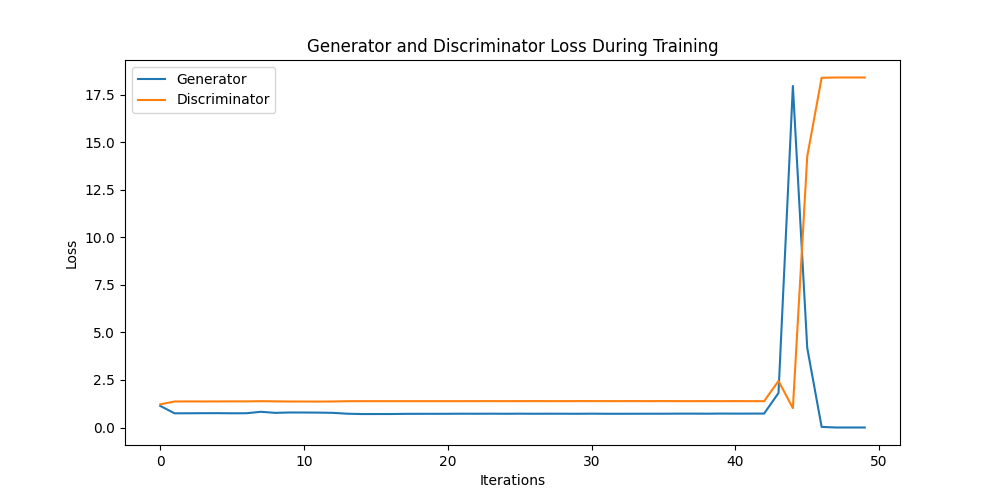 Generator and Discriminator Loss During Training
Generator
Discriminator
17.5
15.0
12.5
10.0
7.5
5.0
2.5
0.0
Loss
0 10 20 30 40 50
Iterations